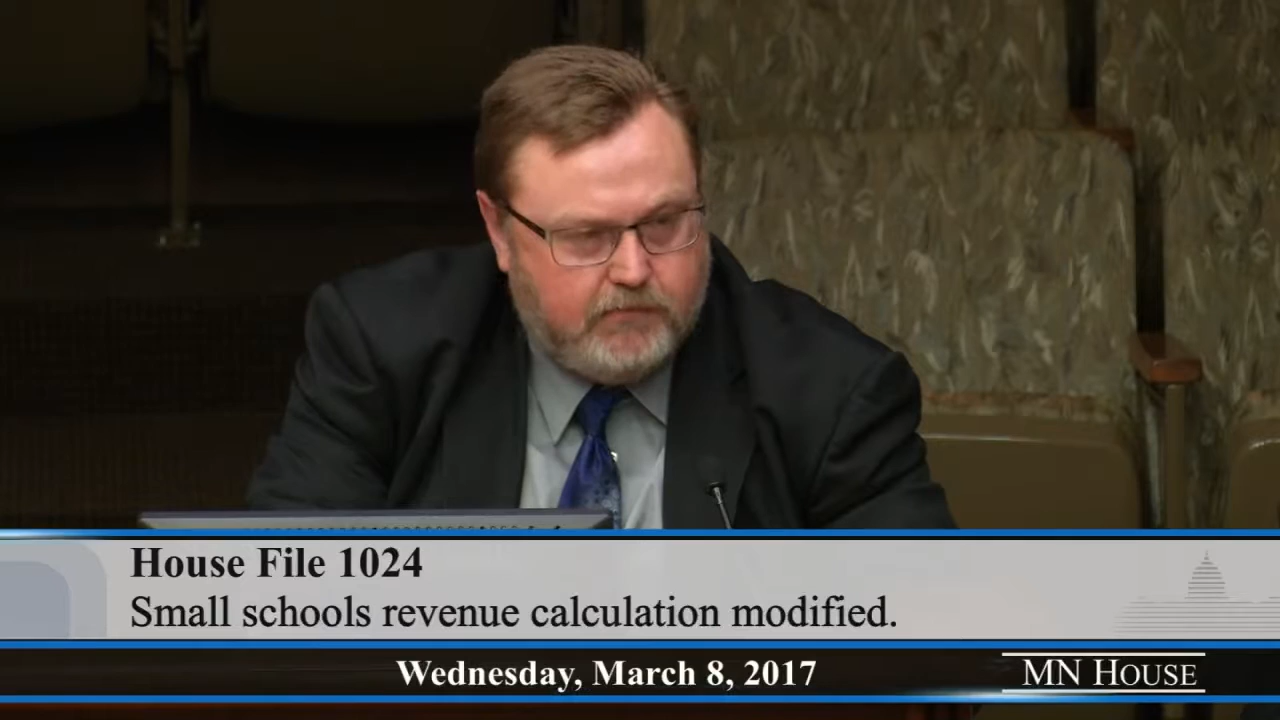 House File 1024
Small schools revenue calculation modified.
Wednesday, March 8, 2017
MN HOUSE